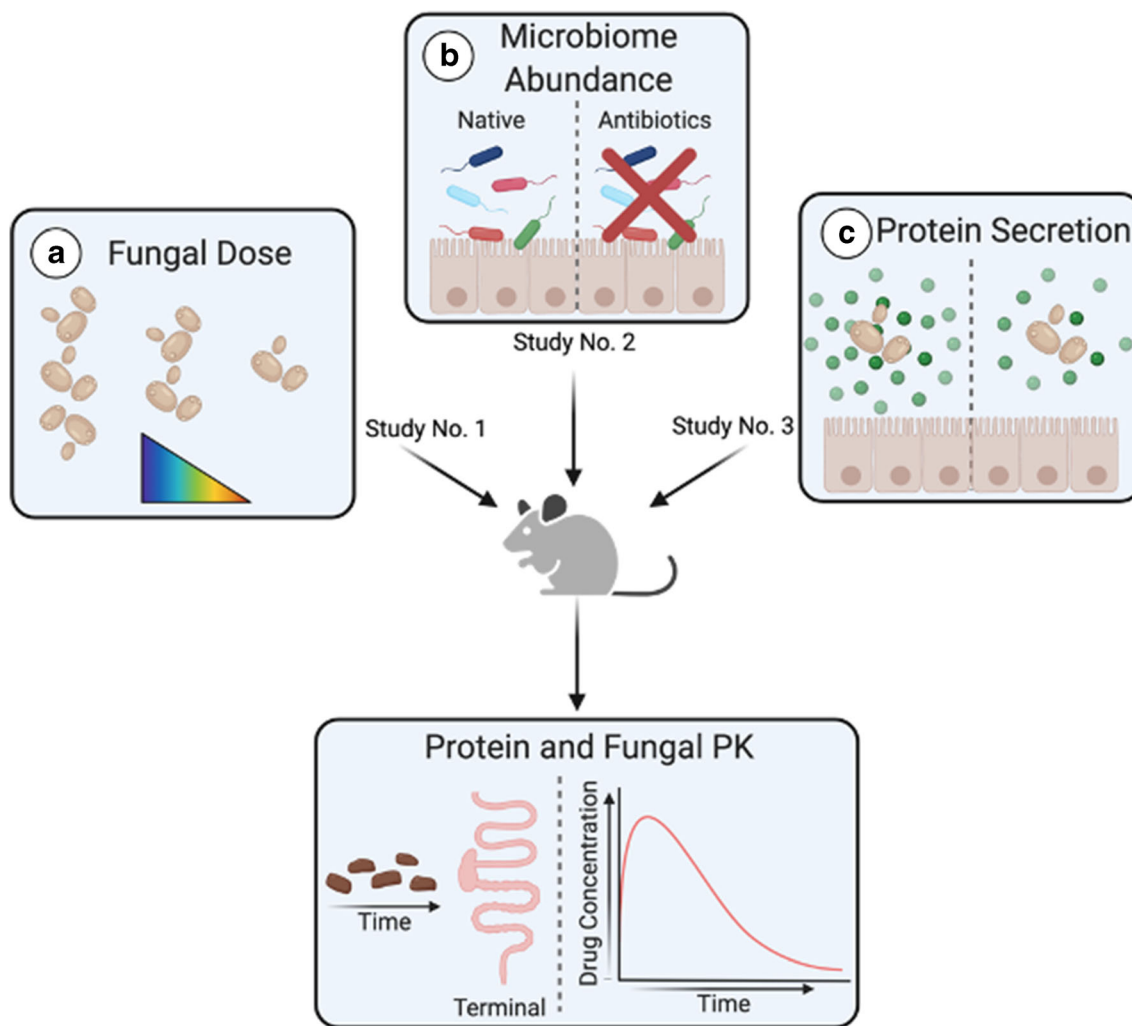 a
Fungal Dose
b
Microbiome
Abundance
Native
Antibiotics
c
Protein Secretion
Study No. 1
Study No. 2
Study No. 3
Protein and Fungal PK
Time
Terminal
Drug Concentration
Time